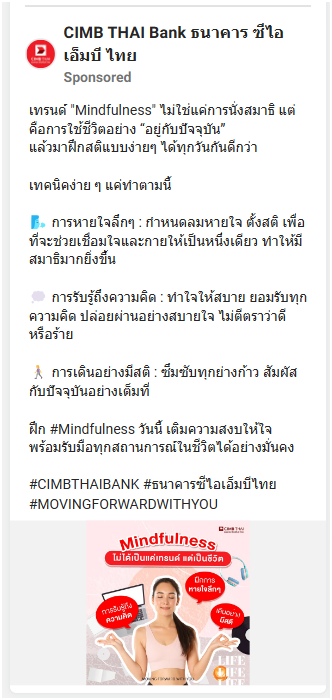 CIMB THAI Bank ธนาคาร ซีไอ
เอ็มบี ไทย
Sponsored
เทรนด์ "Mindfulness" ไม่ใช่แค่การนั่งสมาธิ แต่
คือการใช้ชีวิตอย่าง “อยู่กับปัจจุบัน”
แล้วมาฝึกสติแบบง่ายๆ ได้ทุกวันกันดีกว่า
เทคนิคง่าย ๆ แค่ทำตามนี้
🌬️ การหายใจลึกๆ : กำหนดลมหายใจ ตั้งสติ เพื่อ
ที่จะช่วยเชื่อมใจและกายให้เป็นหนึ่งเดียว ทำให้มี
สมาธิมากยิ่งขึ้น
💭 การรับรู้ถึงความคิด : ทำใจให้สบาย ยอมรับทุก
ความคิด ปล่อยผ่านอย่างสบายใจ ไม่ตีตราว่าดี
หรือร้าย
🚶 การเดินอย่างมีสติ : ซึมซับทุกย่างก้าว สัมผัส
กับปัจจุบันอย่างเต็มที่
ฝึก #Mindfulness วันนี้ เติมความสงบให้ใจ
พร้อมรับมือทุกสถานการณ์ในชีวิตได้อย่างมั่นคง
#CIMBTHAIBANK #ธนาคารซีไอเอ็มบีไทย
#MOVINGFORWARDWITHYOU
CIMB THAI
Mindfulness
ไม่ได้เป็นแค่เทรนด์ แต่เป็นชีวิต
ฝึกการ
หายใจลึกๆ
การรับรู้ถึง
ความคิด
เดินอย่าง
มีสติ
LIFE
LIFE
LIFE